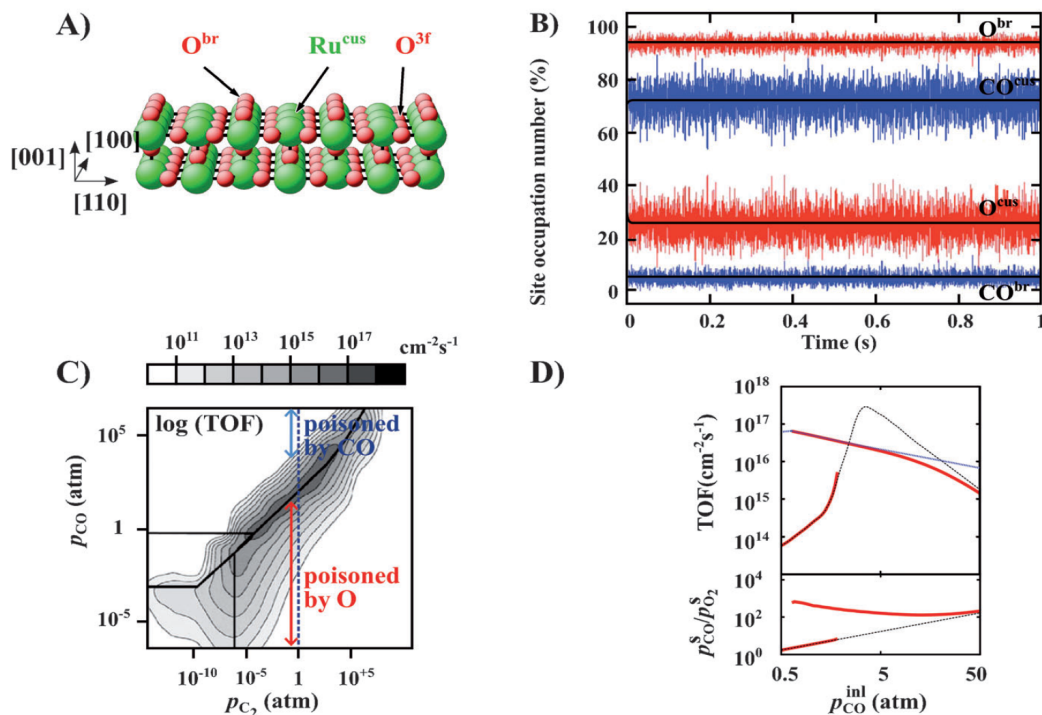 A)
O^br
Ru^cus
O^3f
[001]
[100]
[110]
B)
Site occupation number (%)
100
80
60
40
20
0
O^br
CO^cus
O^cus
CO^br
0
0.2
0.4
0.6
0.8
1
Time (s)
C)
10^11
10^13
10^15
10^17
cm^-2s^-1
log (TOF)
poisoned
by CO
poisoned
by O
p_CO (atm)
10^5
1
10^-5
10^-10
10^-5
1
10^+5
p_C2 (atm)
D)
TOF(cm^-2s^-1)
10^18
10^17
10^16
10^15
10^14
p^s_CO/p^s_O2
10^4
10^2
10^0
0.5
5
50
p^inl_CO (atm)